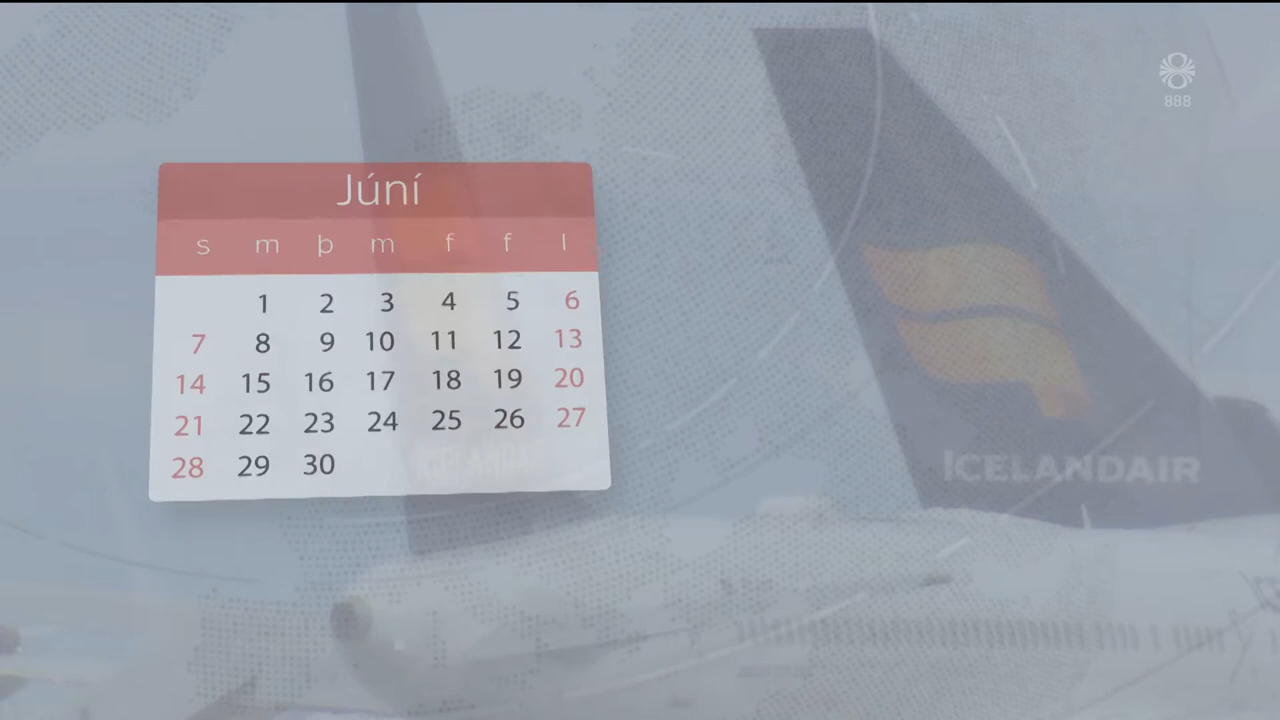 888
Júní
s m þ m f f l
1 2 3 4 5 6
7 8 9 10 11 12 13
14 15 16 17 18 19 20
21 22 23 24 25 26 27
28 29 30
ICELANDAIR